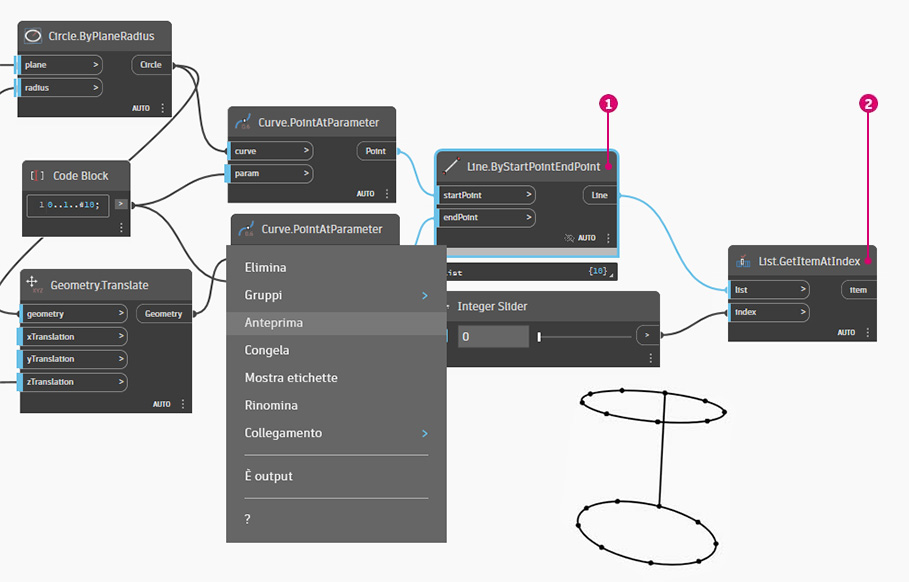 Circle.ByPlaneRadius
plane >
Circle
radius >
AUTO
Code Block
1 0..1..#10;
>
Geometry.Translate
geometry >
Geometry
xTranslation >
yTranslation >
zTranslation >
AUTO
Curve.PointAtParameter
curve >
Point
param >
AUTO
Curve.PointAtParameter
Elimina
Gruppi >
Anteprima
Congela
Mostra etichette
Rinomina
Collegamento >
È output
?
1
Line.ByStartPointEndPoint
startPoint >
Line
endPoint >
AUTO
List
{10}
Integer Slider
0
>
2
List.GetItemAtIndex
list >
item
index >
AUTO